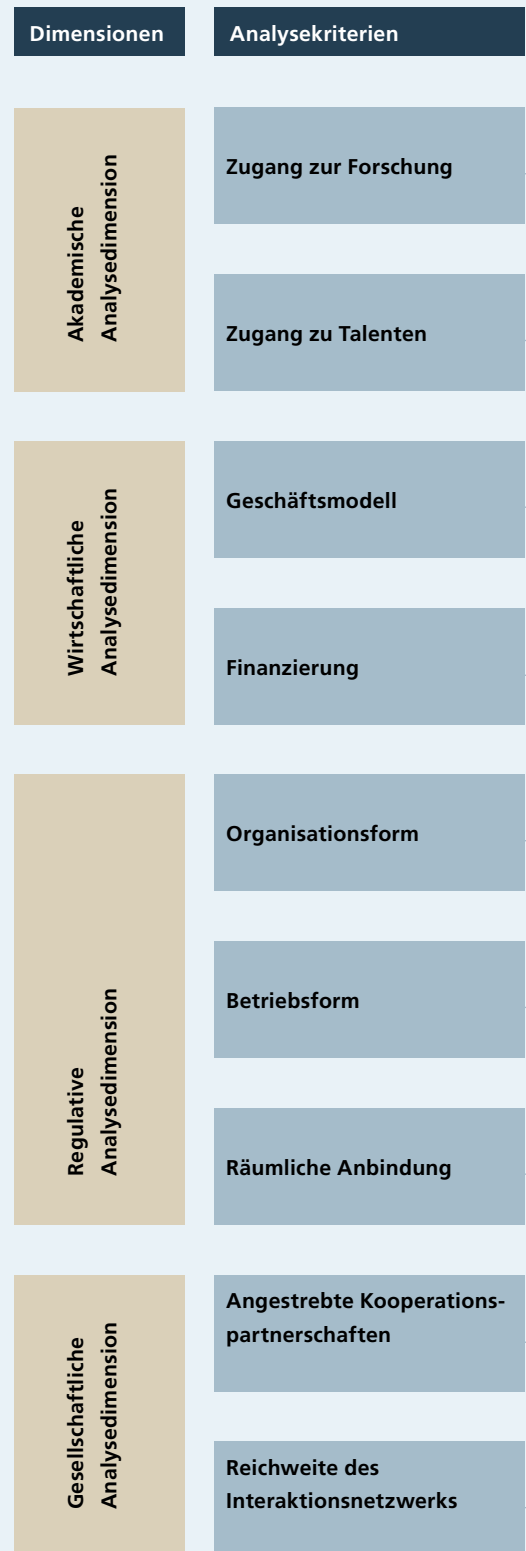 Dimensionen
Analysekriterien
Akademische
Analysedimension
Zugang zur Forschung
Zugang zu Talenten
Wirtschaftliche
Analysedimension
Geschäftsmodell
Finanzierung
Regulative
Analysedimension
Organisationsform
Betriebsform
Räumliche Anbindung
Gesellschaftliche
Analysedimension
Angestrebte Kooperations-
partnerschaften
Reichweite des
Interaktionsnetzwerks